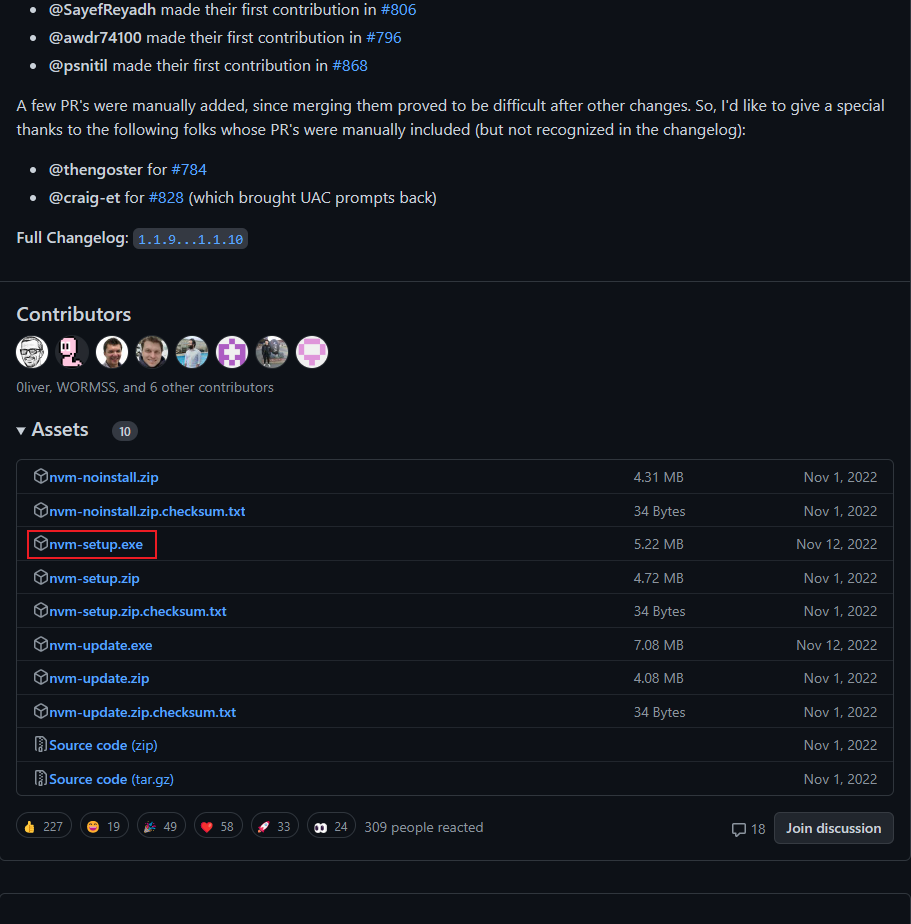 @SayefReyadh made their first contribution in #806
@awdr74100 made their first contribution in #796
@psnitil made their first contribution in #868
A few PR's were manually added, since merging them proved to be difficult after other changes. So, I'd like to give a special
thanks to the following folks whose PR's were manually included (but not recognized in the changelog):
@thengoster for #784
@craig-et for #828 (which brought UAC prompts back)
Full Changelog: 1.1.9...1.1.10
Contributors
0liver, WORMSS, and 6 other contributors
Assets 10
nvm-noinstall.zip 4.31 MB Nov 1, 2022
nvm-noinstall.zip.checksum.txt 34 Bytes Nov 1, 2022
nvm-setup.exe 5.22 MB Nov 12, 2022
nvm-setup.zip 4.72 MB Nov 1, 2022
nvm-setup.zip.checksum.txt 34 Bytes Nov 1, 2022
nvm-update.exe 7.08 MB Nov 12, 2022
nvm-update.zip 4.08 MB Nov 1, 2022
nvm-update.zip.checksum.txt 34 Bytes Nov 1, 2022
Source code (zip) Nov 1, 2022
Source code (tar.gz) Nov 1, 2022
227 19 49 58 33 24 309 people reacted 18 Join discussion